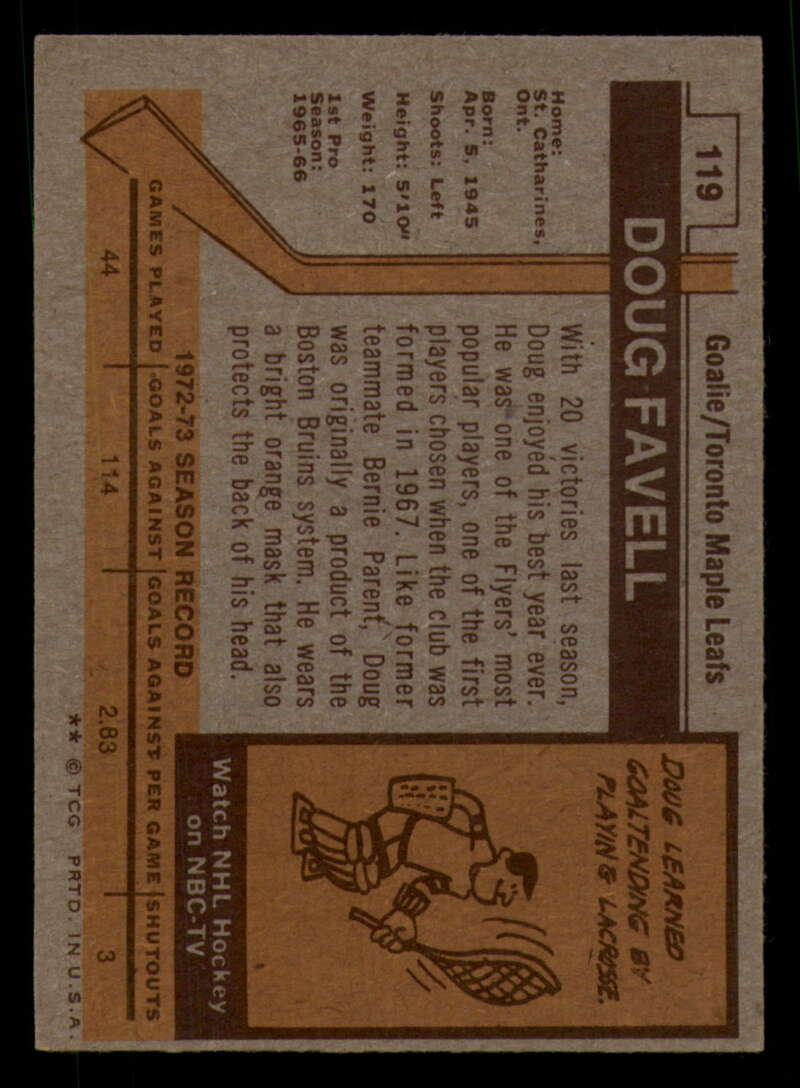 119
Goalie/Toronto Maple Leafs
DOUG FAVELL
Home:
St. Catharines,
Ont.
Born:
Apr. 5, 1945
Shoots: Left
Height: 5'10"
Weight: 170
1st Pro
Season:
1965-66
With 20 victories last season,
Doug enjoyed his best year ever.
He was one of the Flyers' most
popular players, one of the first
players chosen when the club was
formed in 1967. Like former
teammate Bernie Parent, Doug
was originally a product of the
Boston Bruins system. He wears
a bright orange mask that also
protects the back of his head.
DOUG LEARNED
GOALTENDING BY
PLAYING LACROSSE.
Watch NHL Hockey
on NBC-TV
1972-73 SEASON RECORD
GAMES PLAYED GOALS AGAINST GOALS AGAINST PER GAME SHUTOUTS
44 114 2.83 3
** © TCG PRTD. IN U.S.A.